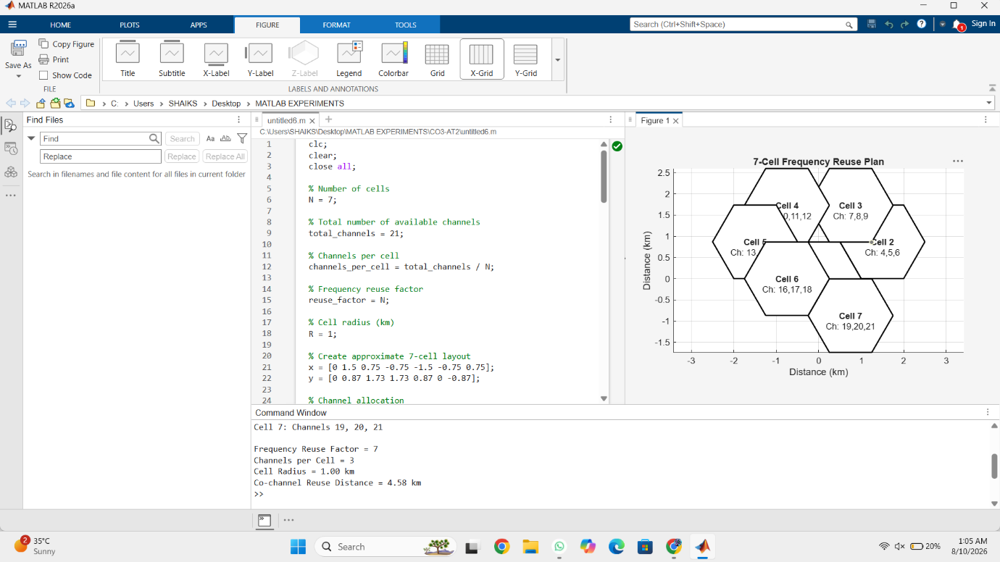 MATLAB R2026a
HOME PLOTS APPS FIGURE FORMAT TOOLS
Search (Ctrl+Shift+Space)
1
Sign In
Save As
Copy Figure
Print
Show Code
FILE
Title Subtitle X-Label Y-Label Z-Label Legend Colorbar Grid X-Grid Y-Grid
LABELS AND ANNOTATIONS
C: › Users › SHAIKS › Desktop › MATLAB EXPERIMENTS
Find Files
Find
Search
Aa
Ab
Replace
Replace
Replace All
Search in filenames and file content for all files in current folder
untitled6.m
C:\Users\SHAIKS\Desktop\MATLAB EXPERIMENTS\CO3-AT2\untitled6.m
1 clc;
2 clear;
3 close all;
4
5 % Number of cells
6 N = 7;
7
8 % Total number of available channels
9 total_channels = 21;
10
11 % Channels per cell
12 channels_per_cell = total_channels / N;
13
14 % Frequency reuse factor
15 reuse_factor = N;
16
17 % Cell radius (km)
18 R = 1;
19
20 % Create approximate 7-cell layout
21 x = [0 1.5 0.75 -0.75 -1.5 -0.75 0.75];
22 y = [0 0.87 1.73 1.73 0.87 0 -0.87];
23
24 % Channel allocation
Figure 1
7-Cell Frequency Reuse Plan
2.5
2
1.5
1
0.5
0
-0.5
-1
-1.5
Distance (km)
Cell 4
0,11,12
Cell 3
Ch: 7,8,9
Cell 5
Ch: 13,
Cell 2
Ch: 4,5,6
Cell 6
Ch: 16,17,18
Cell 7
Ch: 19,20,21
-3 -2 -1 0 1 2 3
Distance (km)
Command Window
Cell 7: Channels 19, 20, 21
Frequency Reuse Factor = 7
Channels per Cell = 3
Cell Radius = 1.00 km
Co-channel Reuse Distance = 4.58 km
>>
2
35°C
Sunny
Search
20%
1:05 AM
8/10/2026